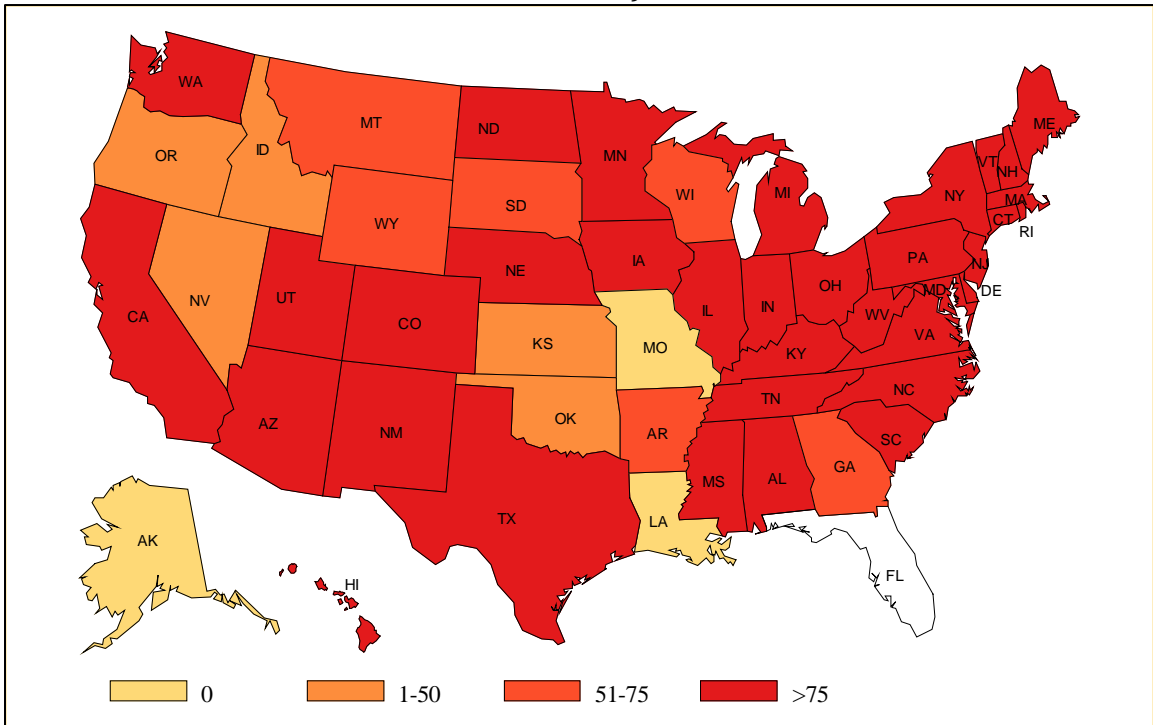 WA
MT
ND
MN
ME
OR
ID
SD
WI
MI
VT
NH
NY
MA
CT
RI
WY
NE
IA
PA
NJ
NV
UT
CO
CA
IL
IN
OH
MD
DE
WV
VA
KS
MO
KY
NC
TN
AZ
NM
OK
AR
SC
GA
MS
AL
TX
LA
FL
AK
HI
0
1-50
51-75
>75